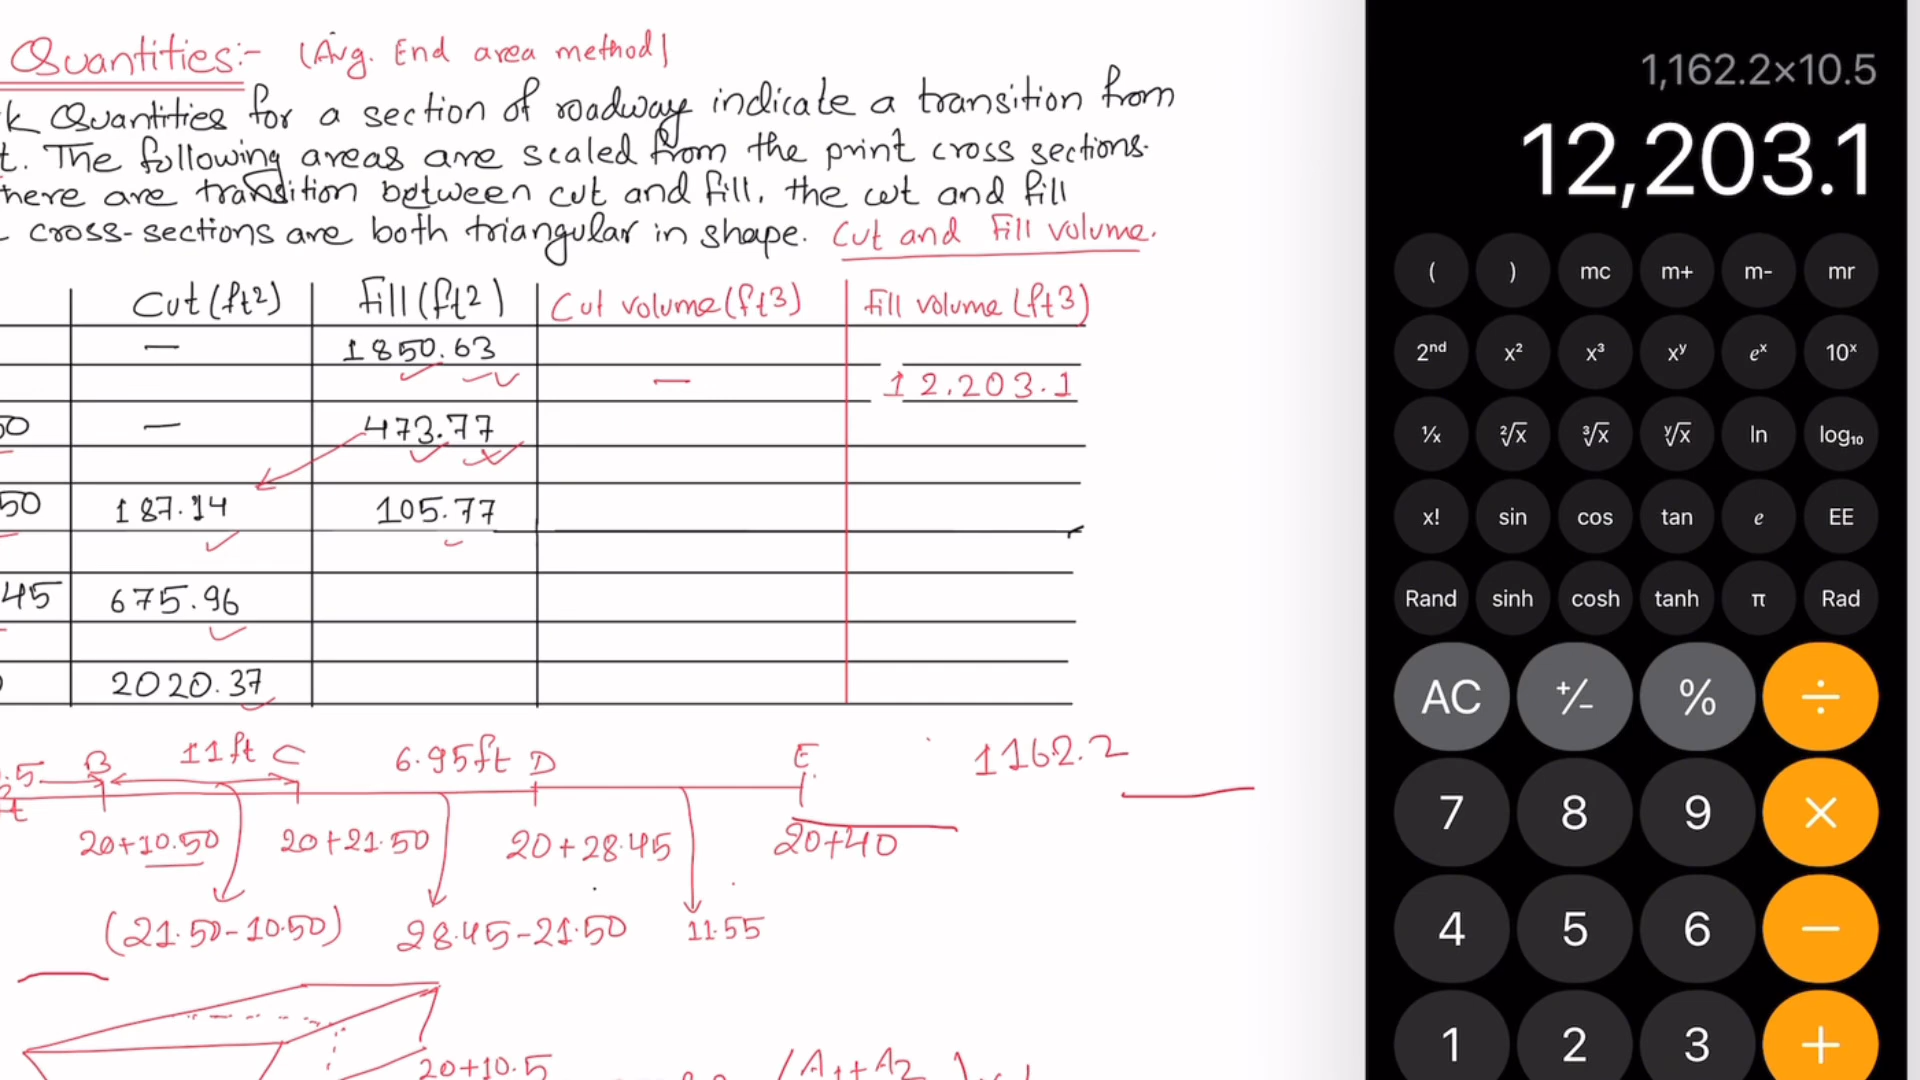 Quantities:- (Avg. End area method)
k Quantities for a section of roadway indicate a transition from
t. The following areas are scaled from the print cross sections.
here are transition between cut and fill, the cut and fill
cross-sections are both triangular in shape. Cut and Fill volume.
Cut (ft2) Fill (ft2) Cut volume (ft3) Fill volume (ft3)
— 1850.63
— 12,203.1
50 — 473.77
50 187.14 105.77
45 675.96
2020.37
.5 B 11ft C 6.95ft D E 1162.2
20+10.50 20+21.50 20+28.45 20+40
(21.50-10.50) 28.45-21.50 11.55
20+10.5
(A1+A2)
1,162.2×10.5
12,203.1
( ) mc m+ m- mr
2nd x² x³ xʸ eˣ 10ˣ
¹⁄x ²√x ³√x ʸ√x ln log₁₀
x! sin cos tan e EE
Rand sinh cosh tanh π Rad
AC +/- % ÷
7 8 9 ×
4 5 6 −
1 2 3 +